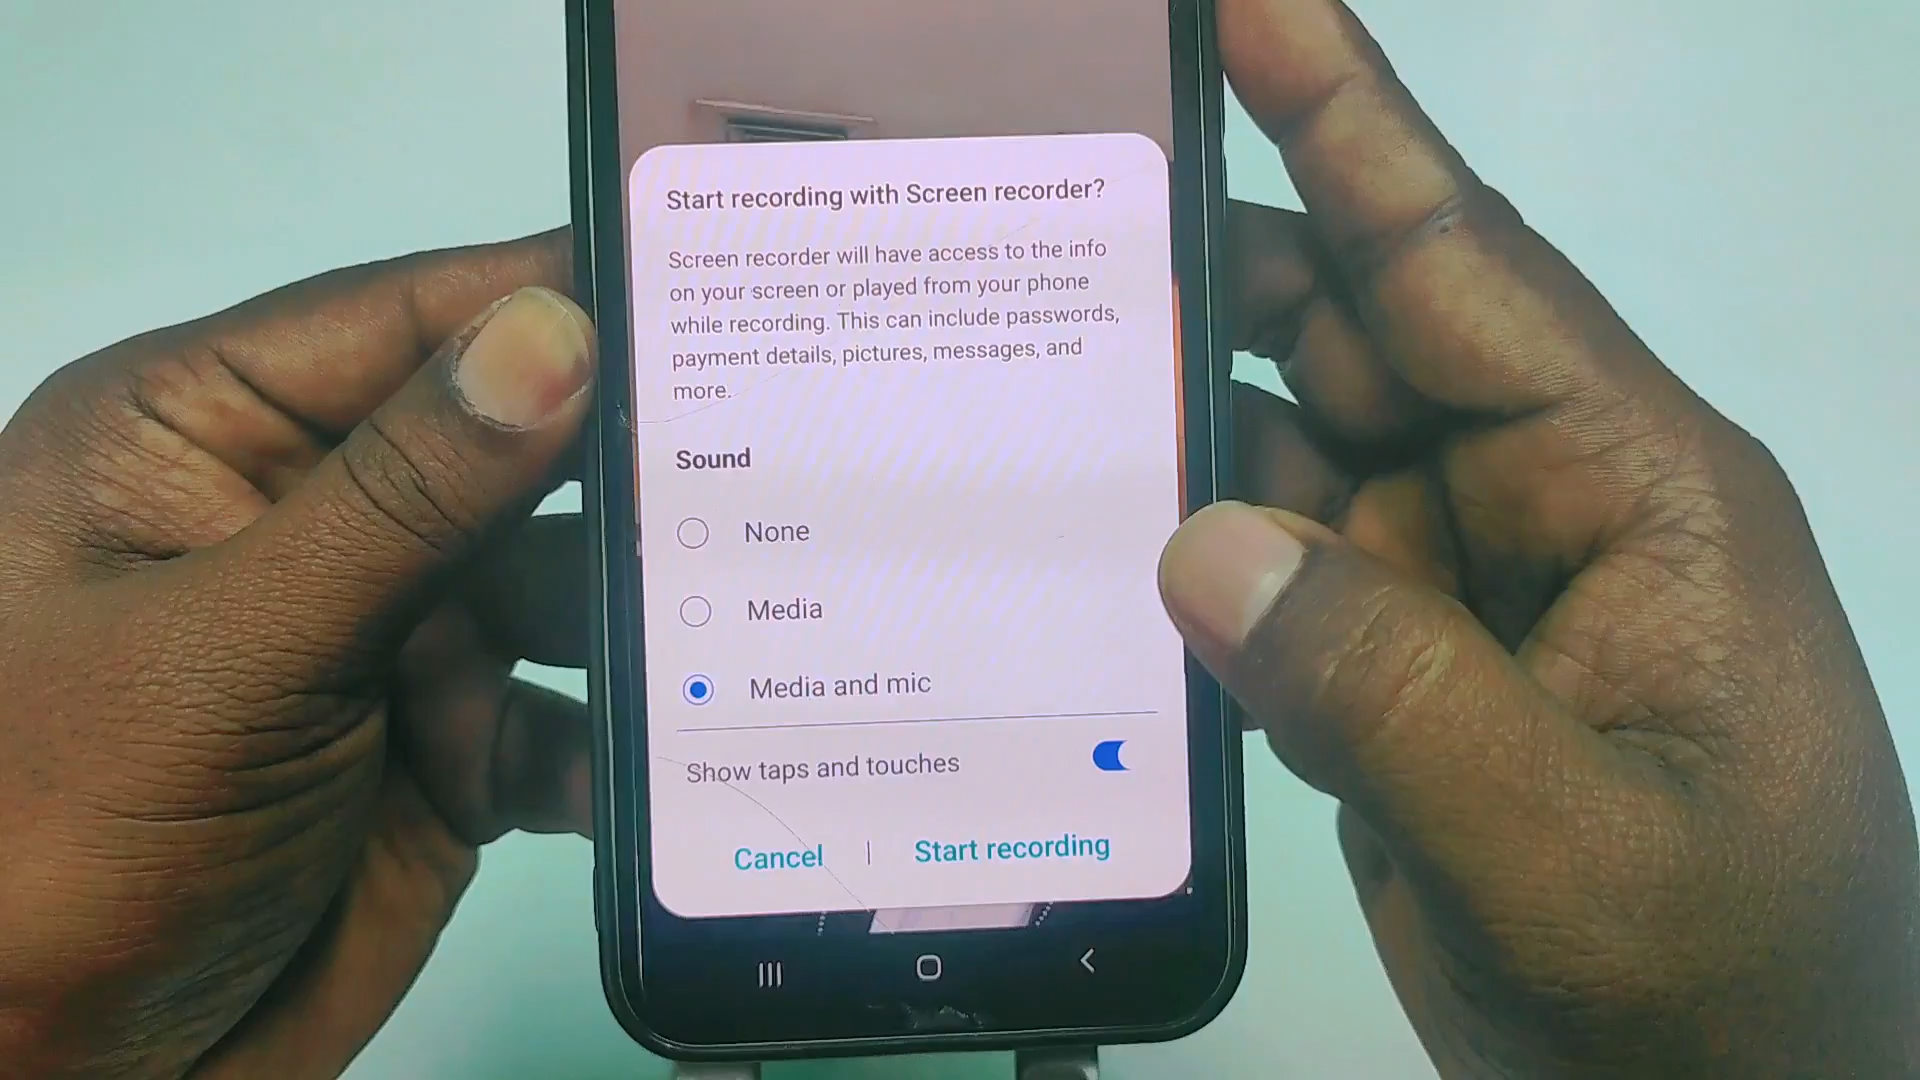 Start recording with Screen recorder?
Screen recorder will have access to the info
on your screen or played from your phone
while recording. This can include passwords,
payment details, pictures, messages, and
more.
Sound
None
Media
Media and mic
Show taps and touches
Cancel | Start recording